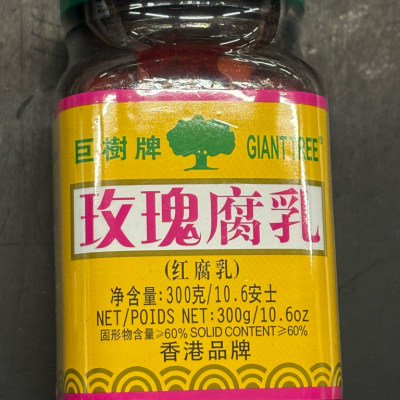 巨樹牌 GIANT TREE®
玫瑰腐乳
(红腐乳)
净含量:300克/10.6安士
NET/POIDS NET:300g/10.6oz
固形物含量≥60% SOLID CONTENT≥60%
香港品牌